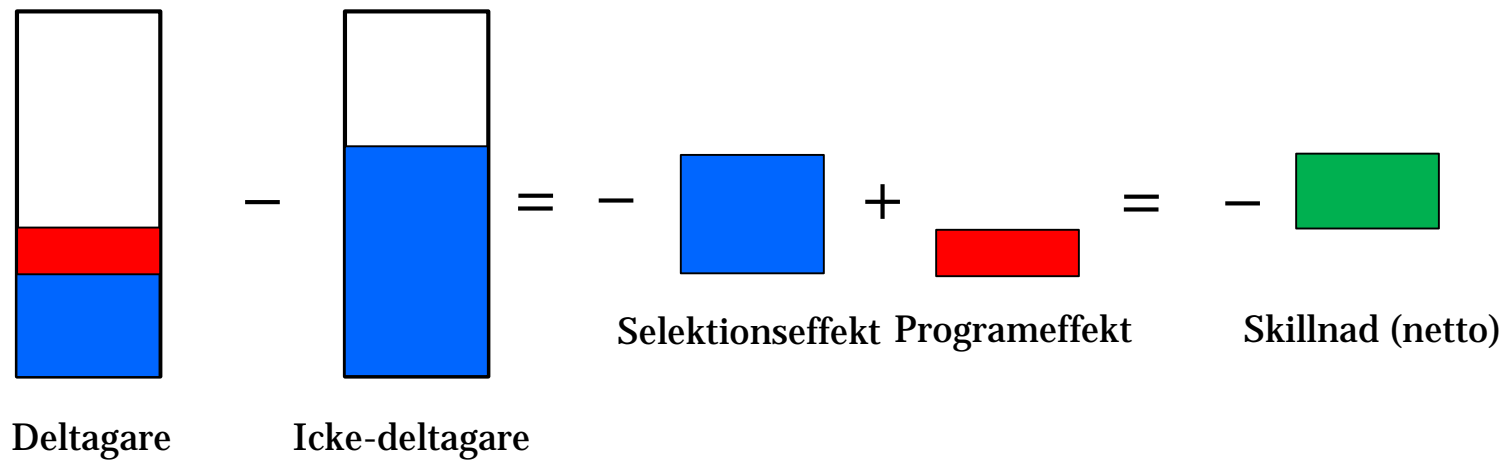 − = − + = −
Selektionseffekt Programeffekt Skillnad (netto)
Deltagare Icke-deltagare